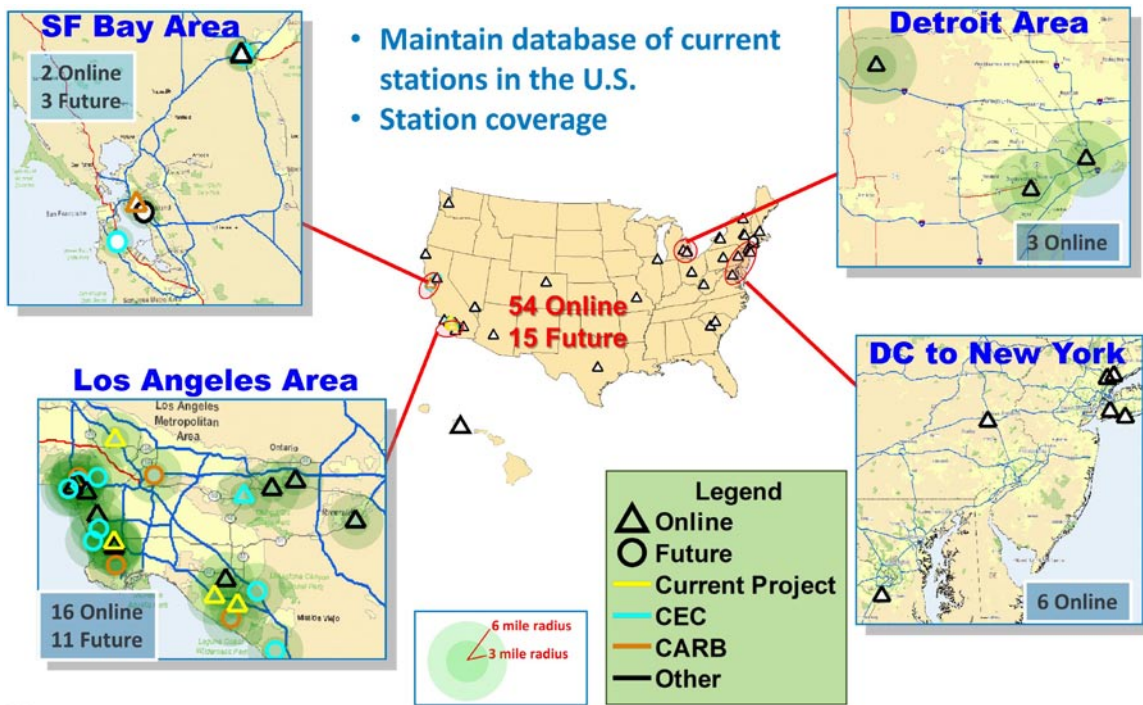 SF Bay Area
2 Online
3 Future
• Maintain database of current
stations in the U.S.
• Station coverage
Detroit Area
3 Online
54 Online
15 Future
Los Angeles Area
Los Angeles
Metropolitan
Area
Ontario
Mission Viejo
16 Online
11 Future
6 mile radius
3 mile radius
Legend
Online
Future
Current Project
CEC
CARB
Other
DC to New York
6 Online